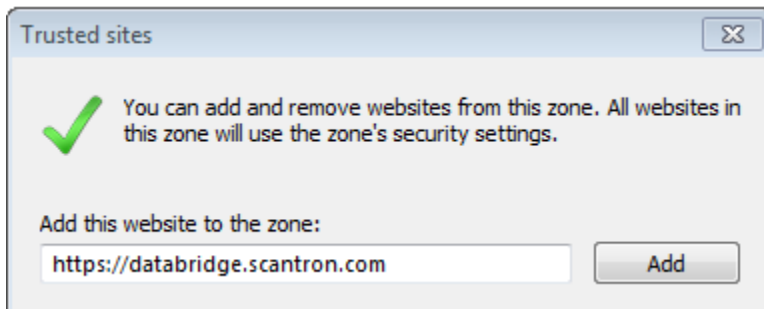 Trusted sites
You can add and remove websites from this zone. All websites in
this zone will use the zone's security settings.
Add this website to the zone:
https://databridge.scantron.com
Add